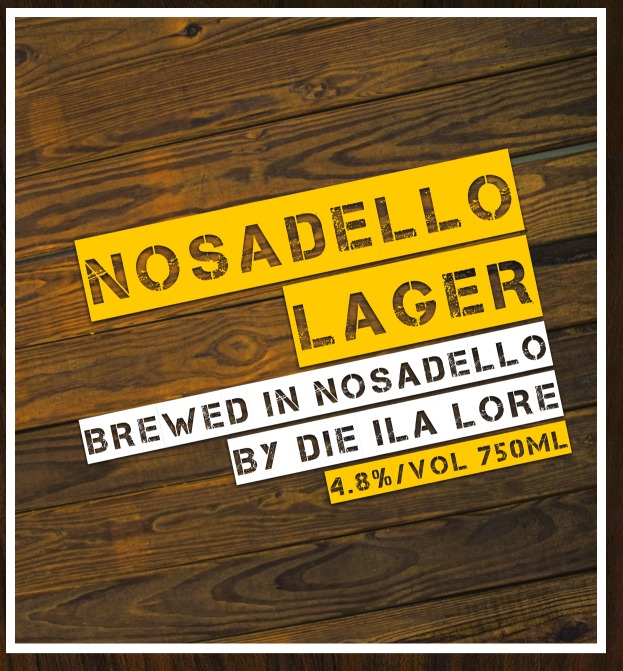 NOSADELLO
LAGER
BREWED IN NOSADELLO
BY DIE ILA LORE
4.8%/VOL 750ML